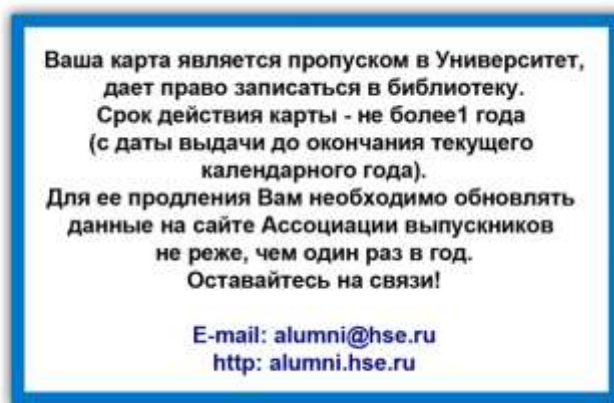 Ваша карта является пропуском в Университет,
дает право записаться в библиотеку.
Срок действия карты - не более1 года
(с даты выдачи до окончания текущего
календарного года).
Для ее продления Вам необходимо обновлять
данные на сайте Ассоциации выпускников
не реже, чем один раз в год.
Оставайтесь на связи!
E-mail: alumni@hse.ru
http: alumni.hse.ru